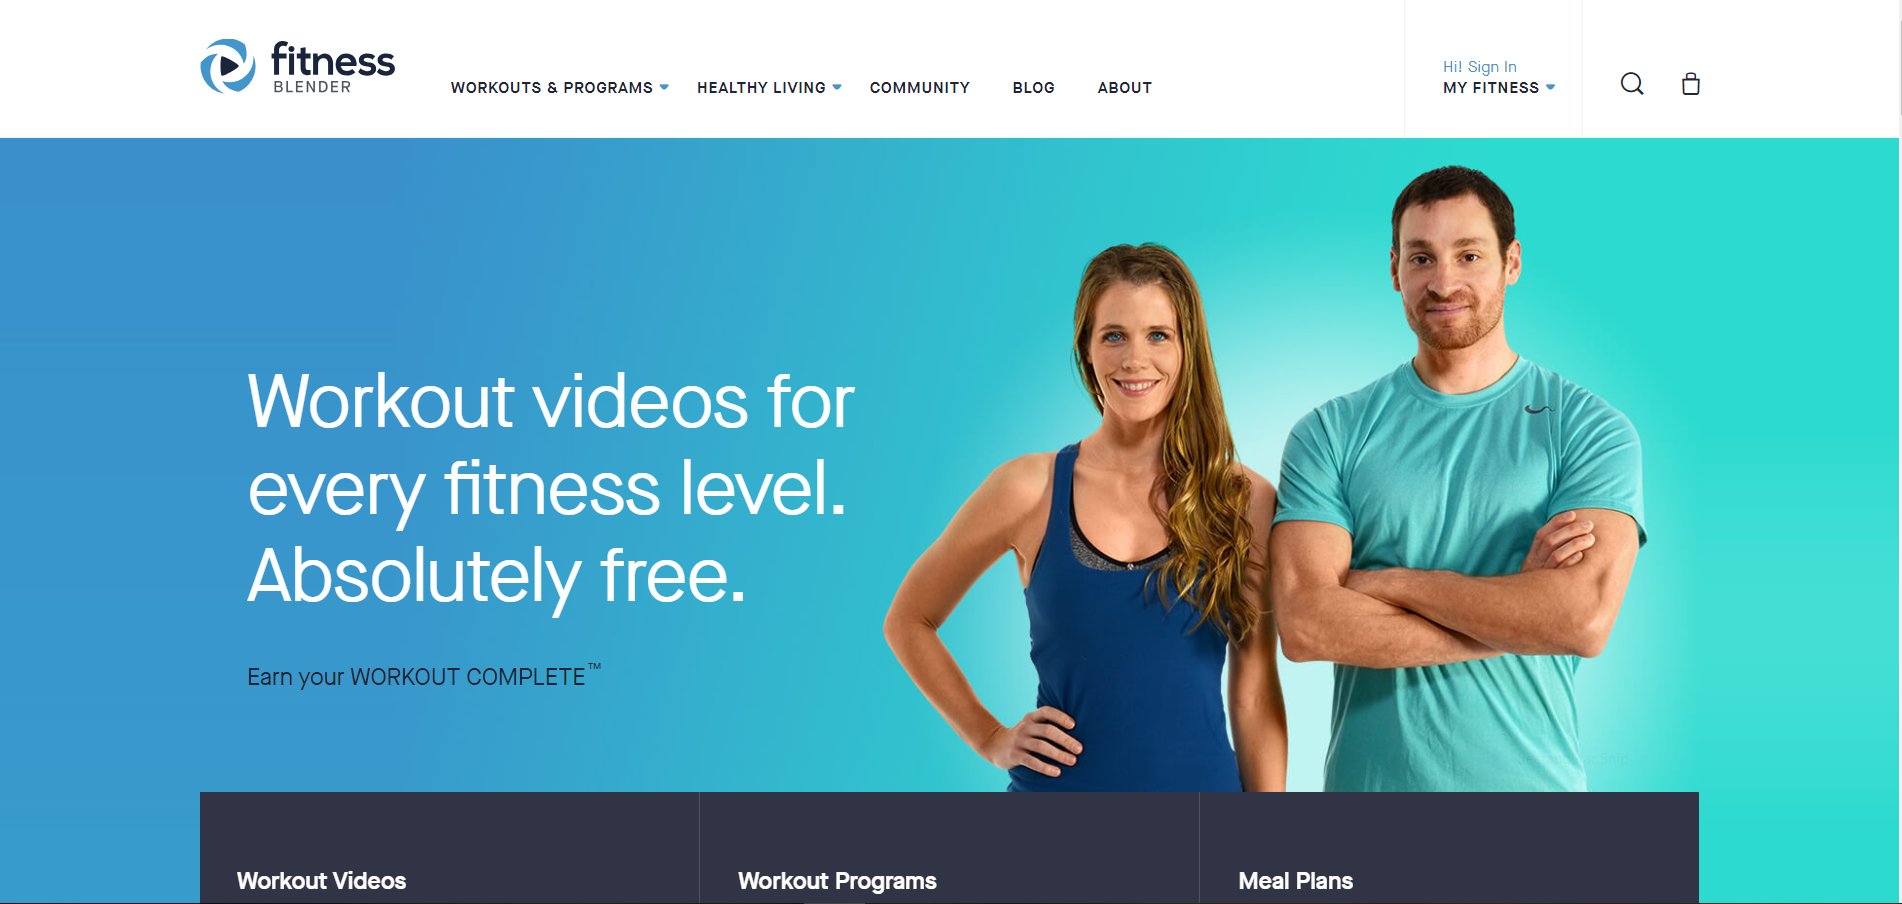 fitness
BLENDER
WORKOUTS & PROGRAMS
HEALTHY LIVING
COMMUNITY
BLOG
ABOUT
Hi! Sign In
MY FITNESS
Workout videos for
every fitness level.
Absolutely free.
Earn your WORKOUT COMPLETE™
Workout Videos
Workout Programs
Meal Plans